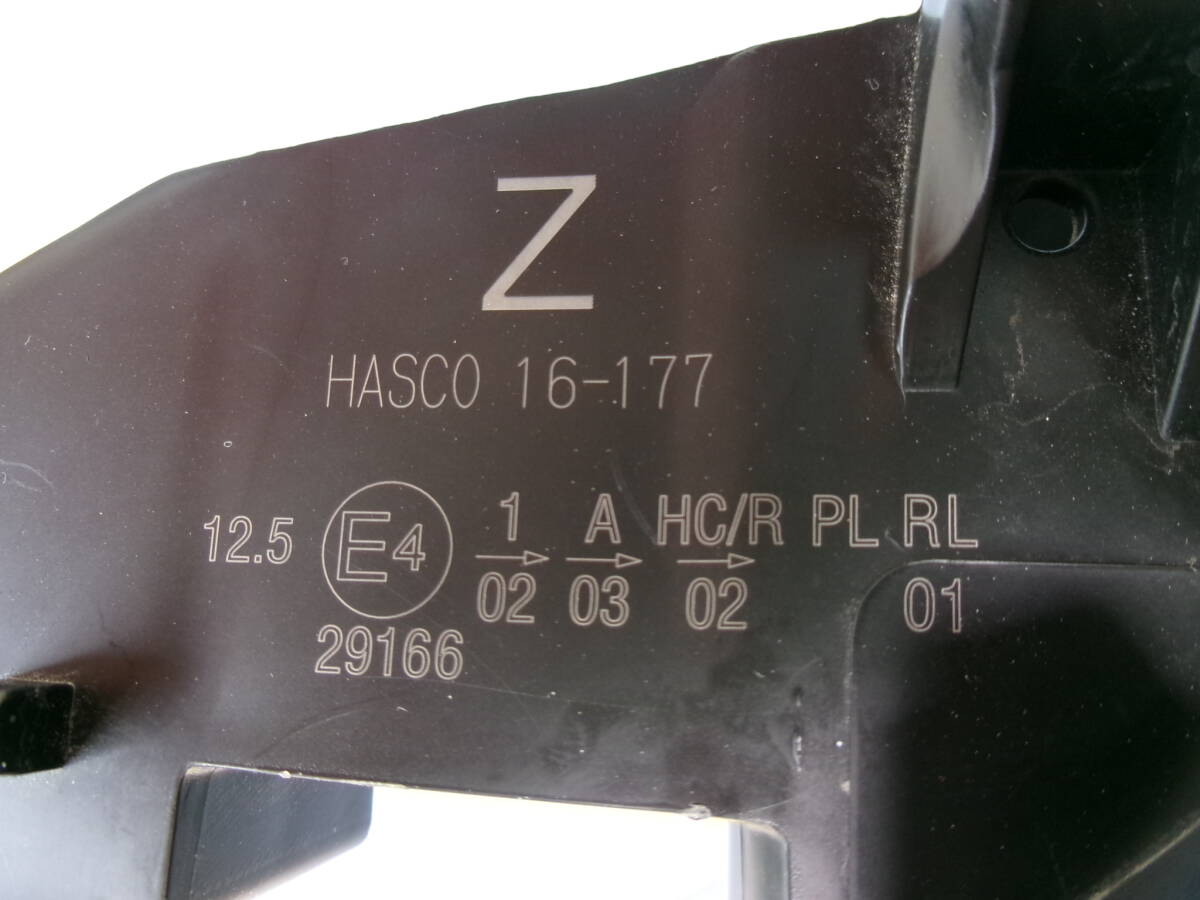 Z
HASCO 16-177
12.5 E4 1 A HC/R PL RL
02 03 02 01
29166